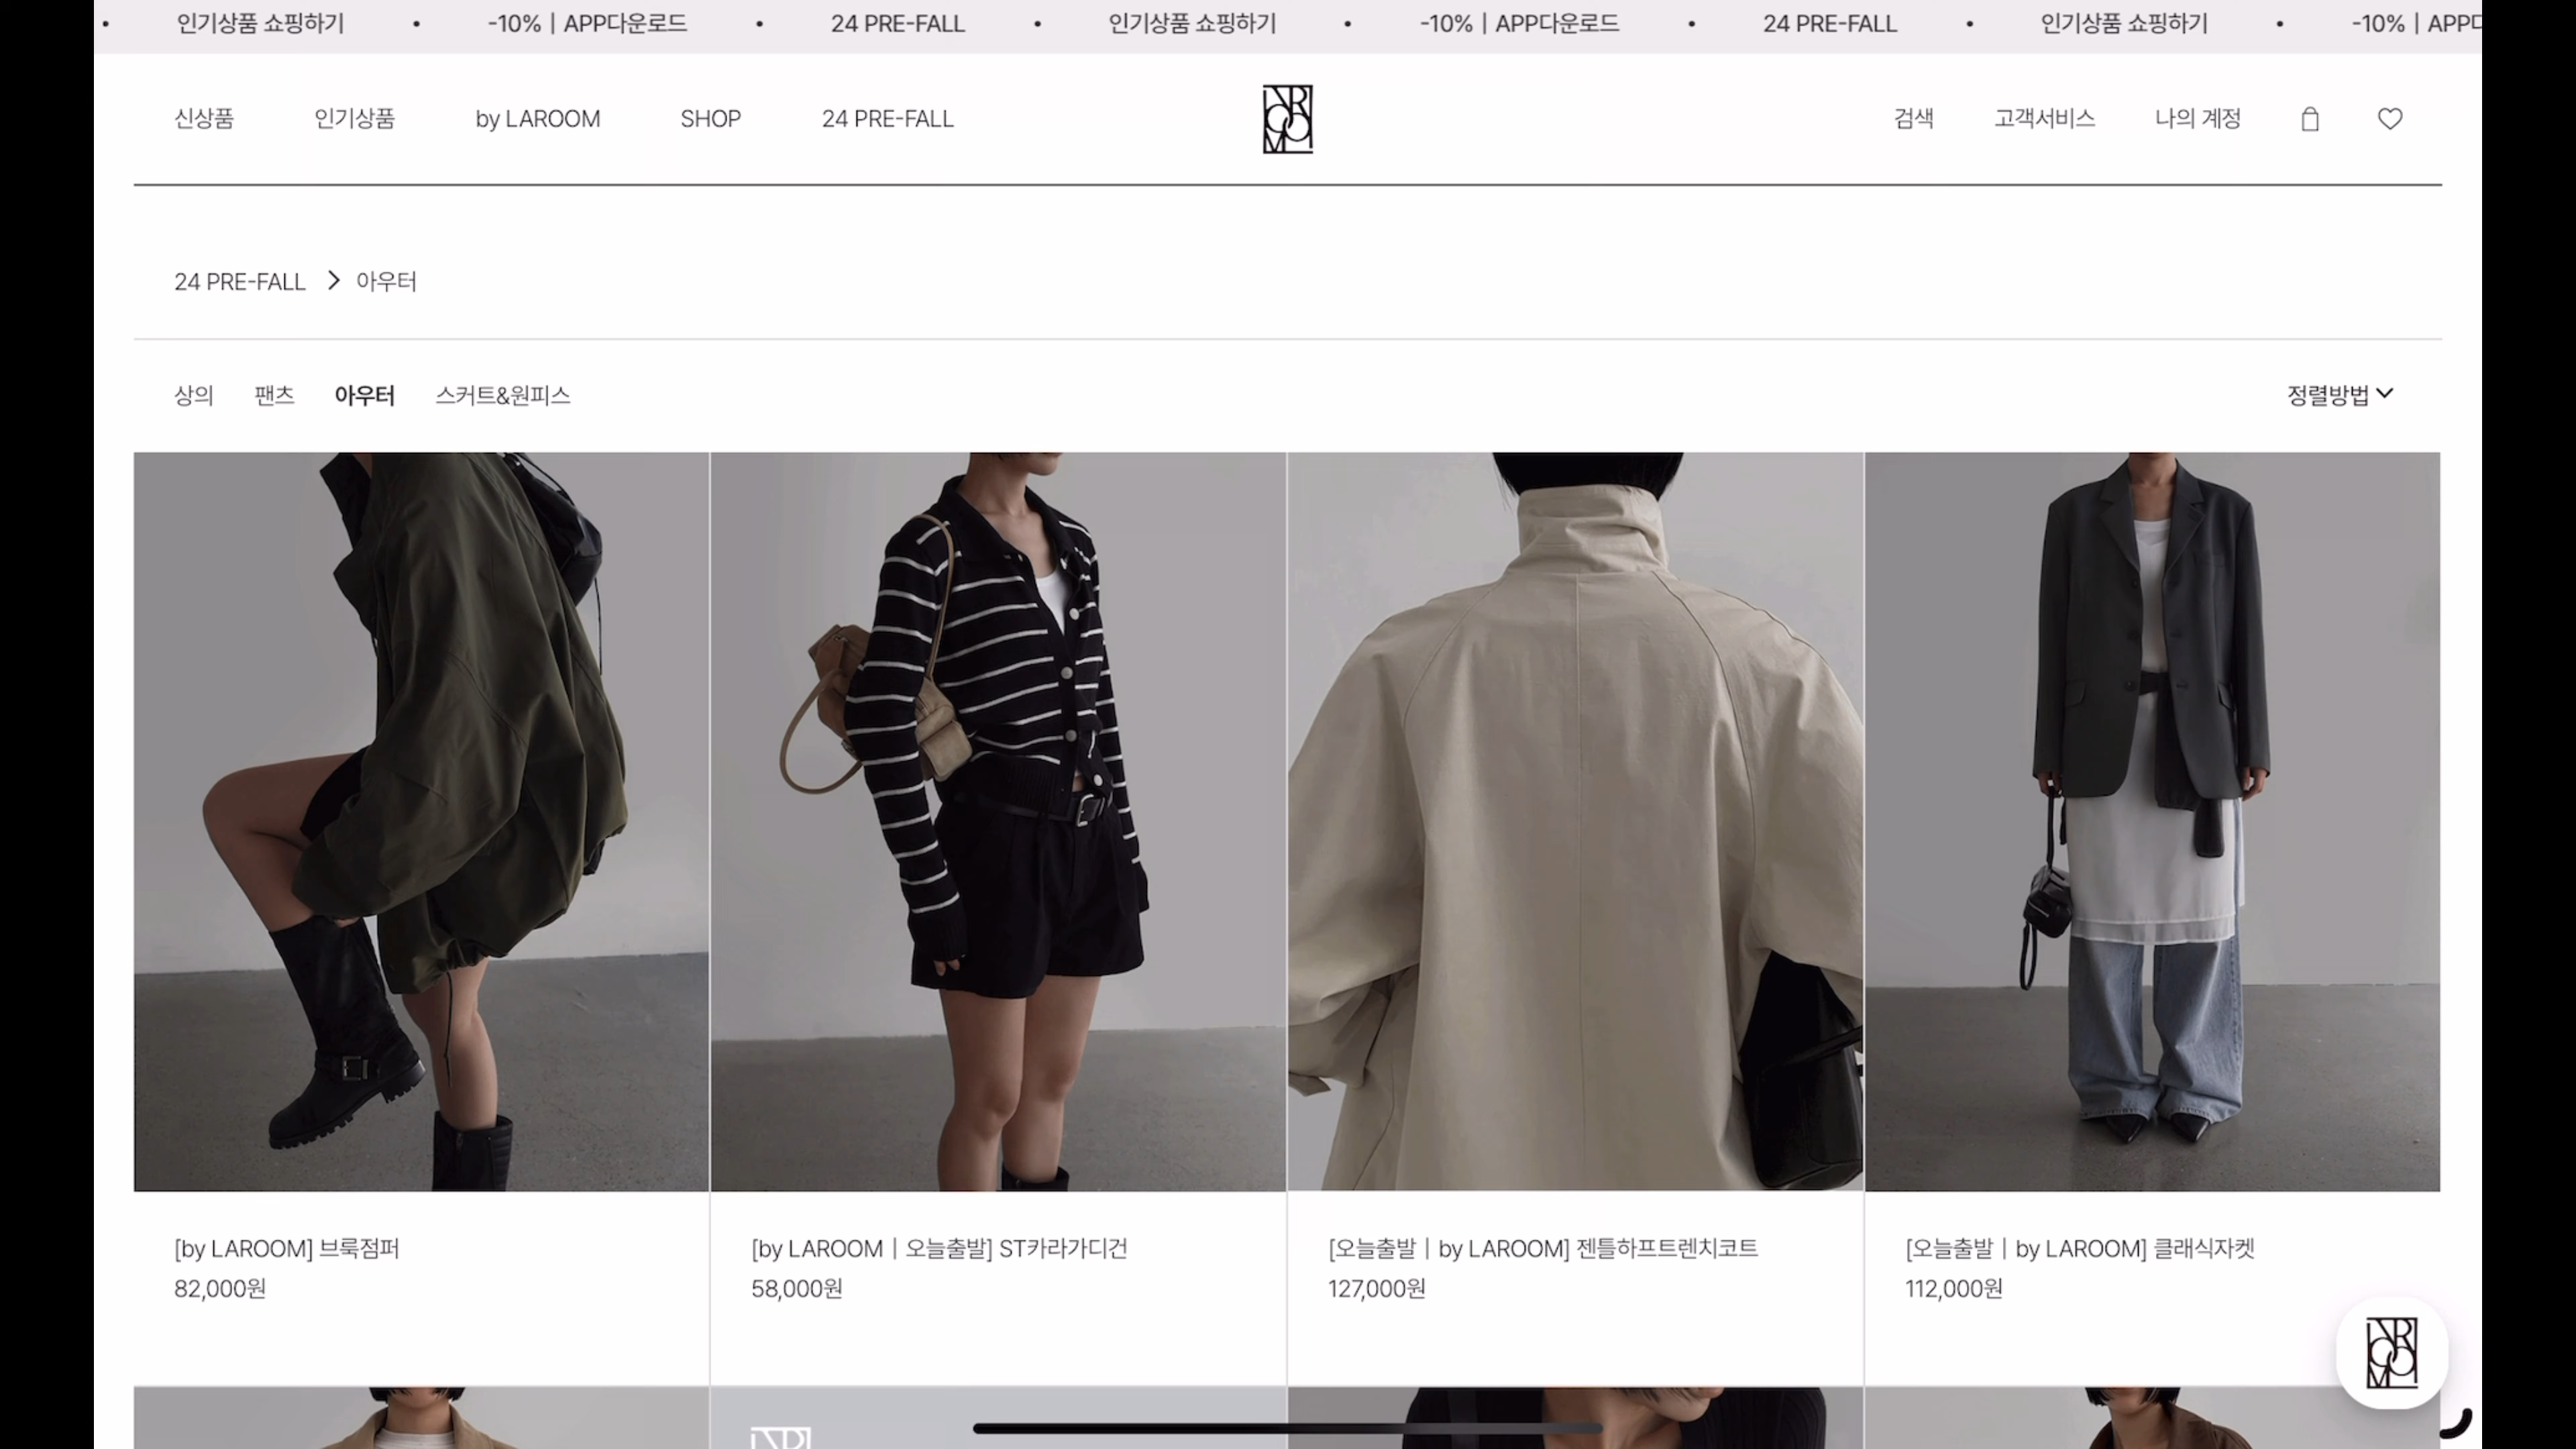 • 인기상품 쇼핑하기 • -10% | APP다운로드 • 24 PRE-FALL • 인기상품 쇼핑하기 • -10% | APP다운로드 • 24 PRE-FALL • 인기상품 쇼핑하기 • -10% | APP
신상품 인기상품 by LAROOM SHOP 24 PRE-FALL 검색 고객서비스 나의 계정
24 PRE-FALL > 아우터
상의 팬츠 아우터 스커트&원피스 정렬방법
[by LAROOM] 브룩점퍼
82,000원
[by LAROOM | 오늘출발] ST카라가디건
58,000원
[오늘출발 | by LAROOM] 젠틀하프트렌치코트
127,000원
[오늘출발 | by LAROOM] 클래식자켓
112,000원